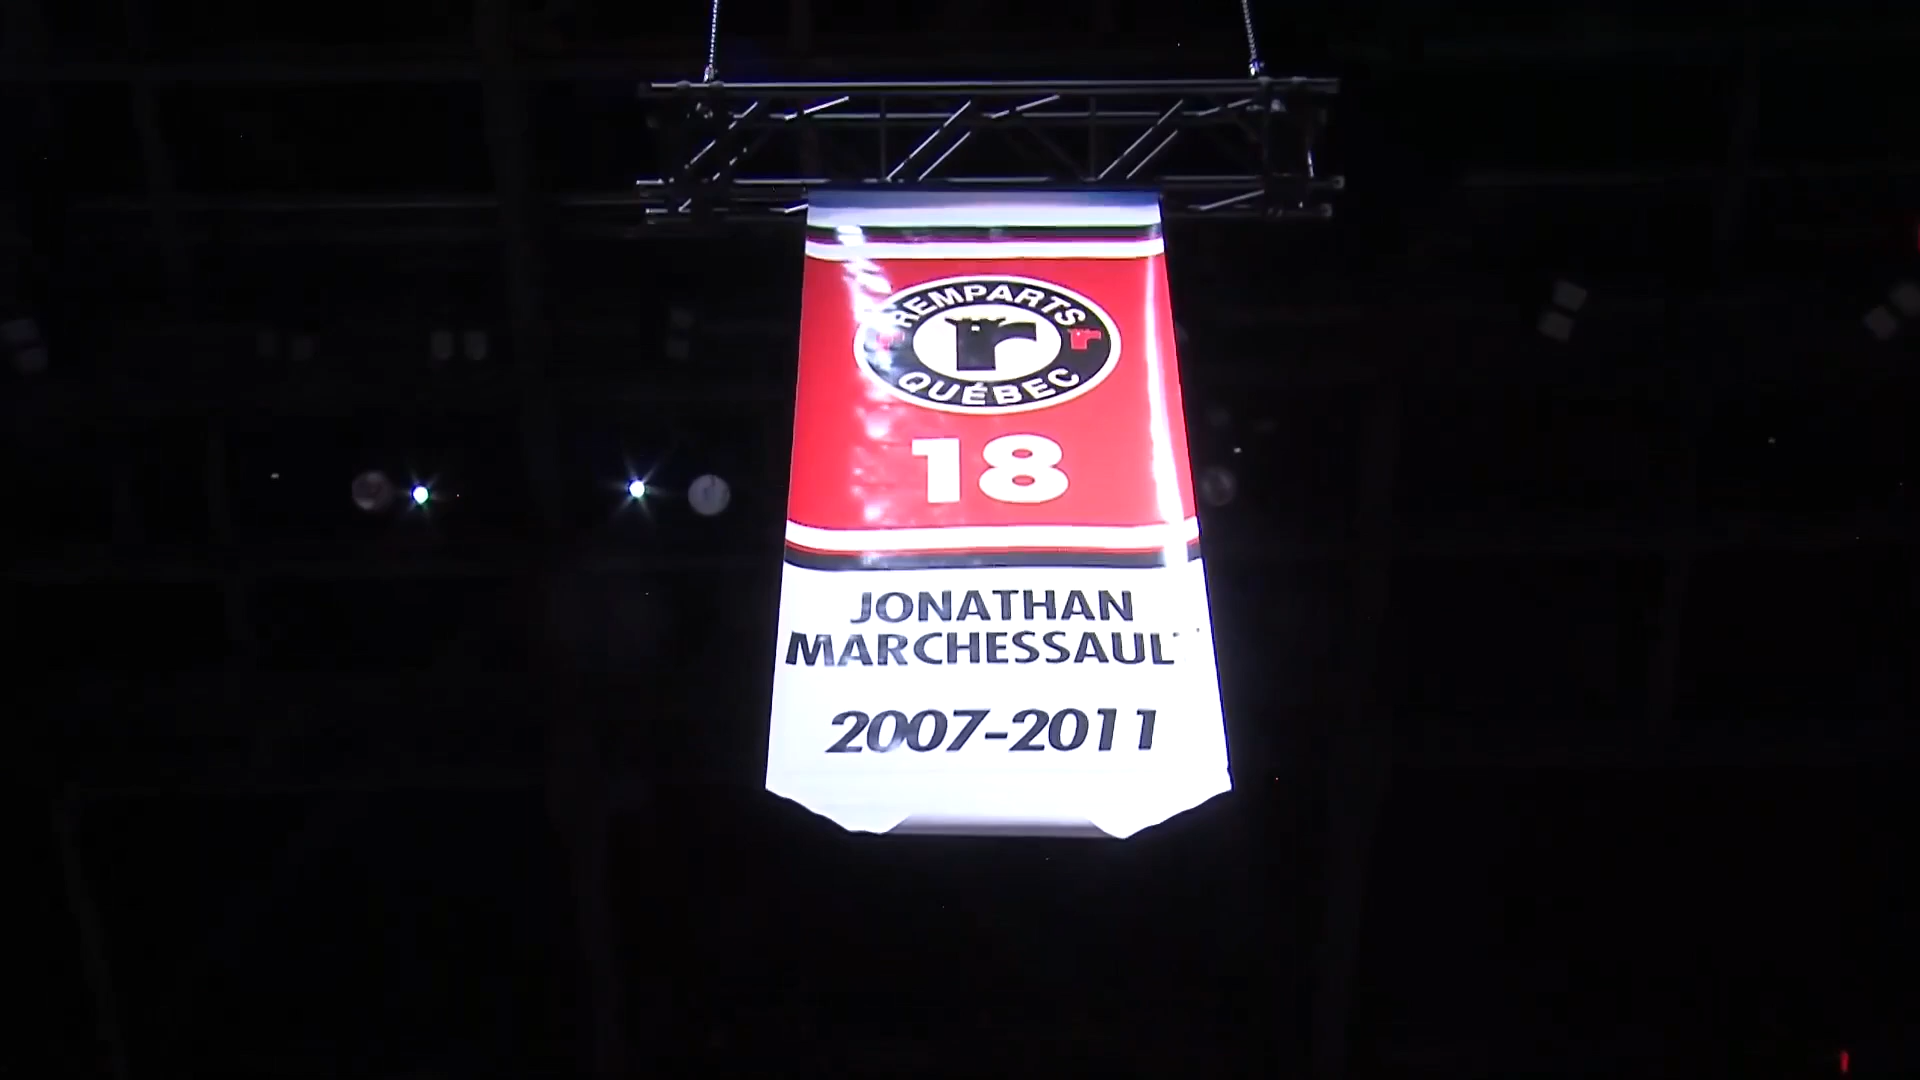 REMPARTS
QUÉBEC
18
JONATHAN
MARCHESSAULT
2007-2011